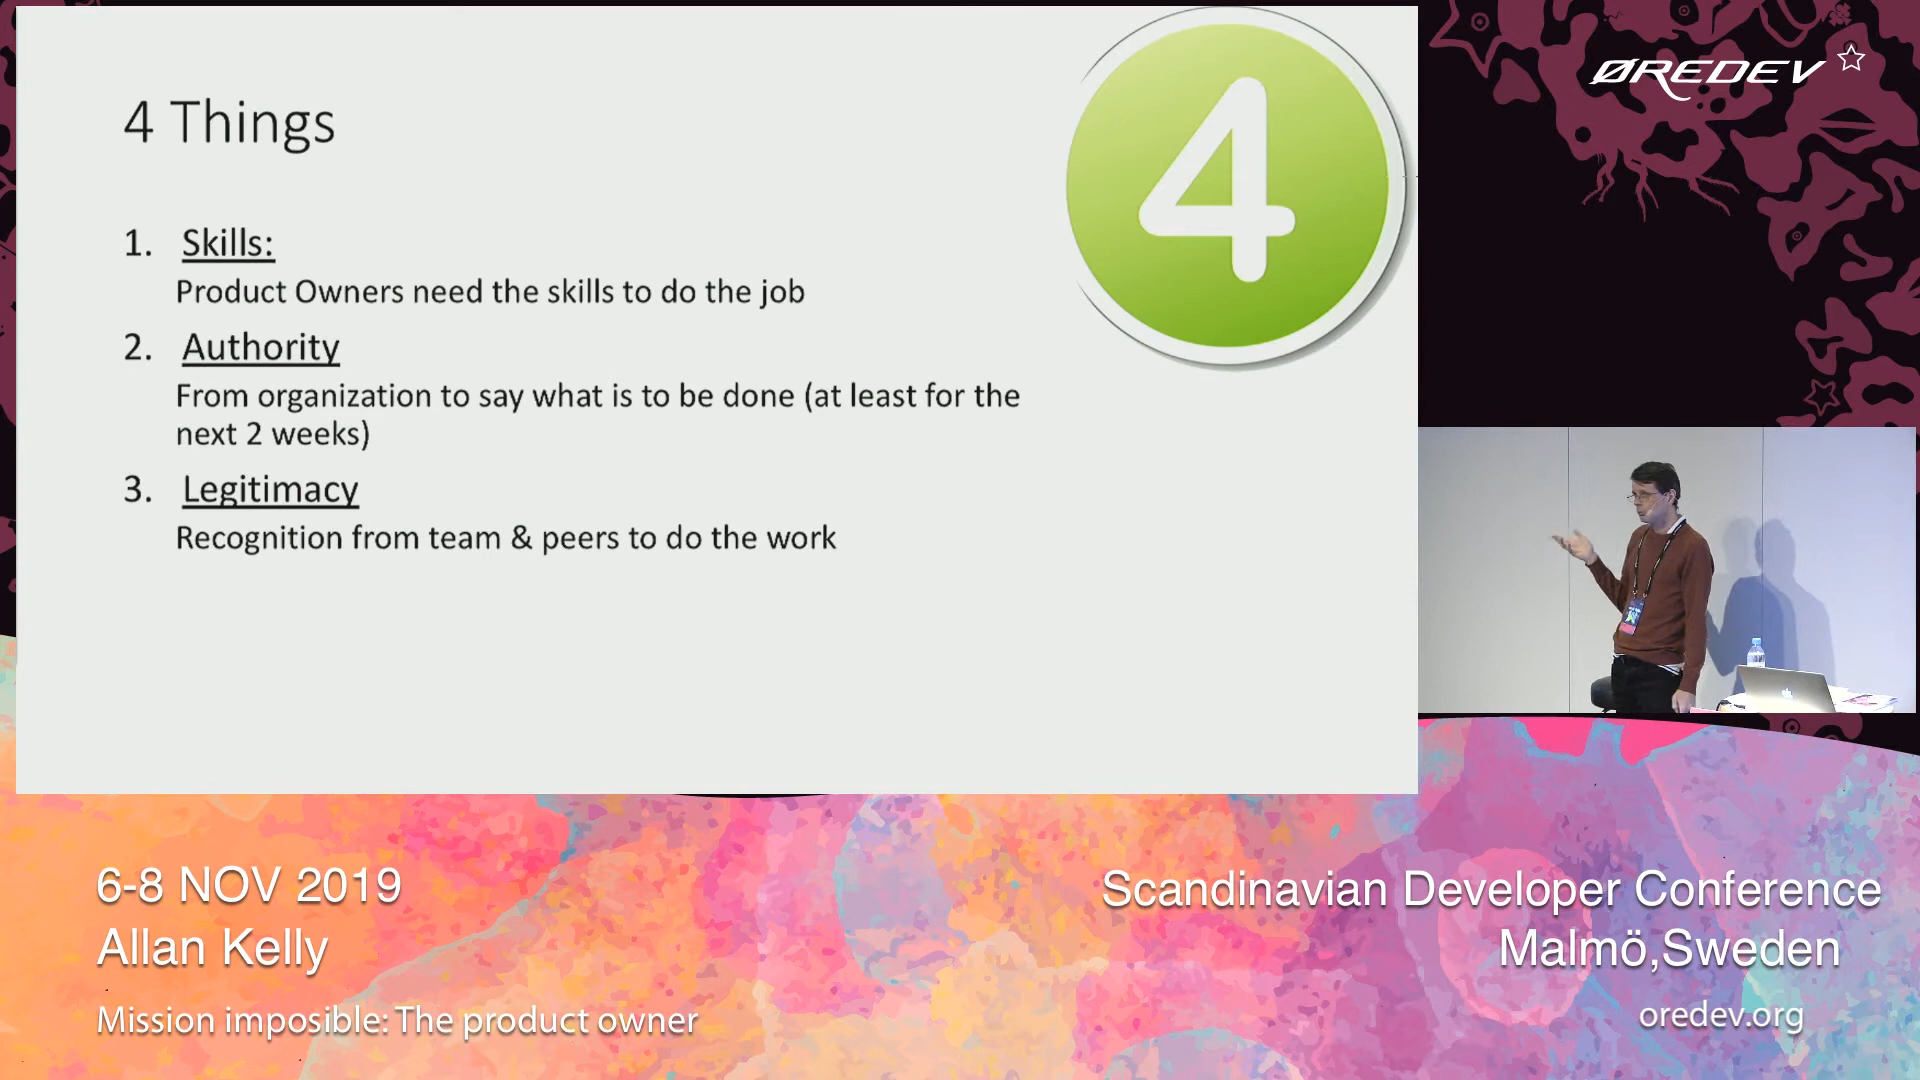 4 Things
4
1. Skills:
Product Owners need the skills to do the job
2. Authority
From organization to say what is to be done (at least for the
next 2 weeks)
3. Legitimacy
Recognition from team & peers to do the work
ØREDEV
6-8 NOV 2019
Allan Kelly
Mission imposible: The product owner
Scandinavian Developer Conference
Malmö,Sweden
oredev.org